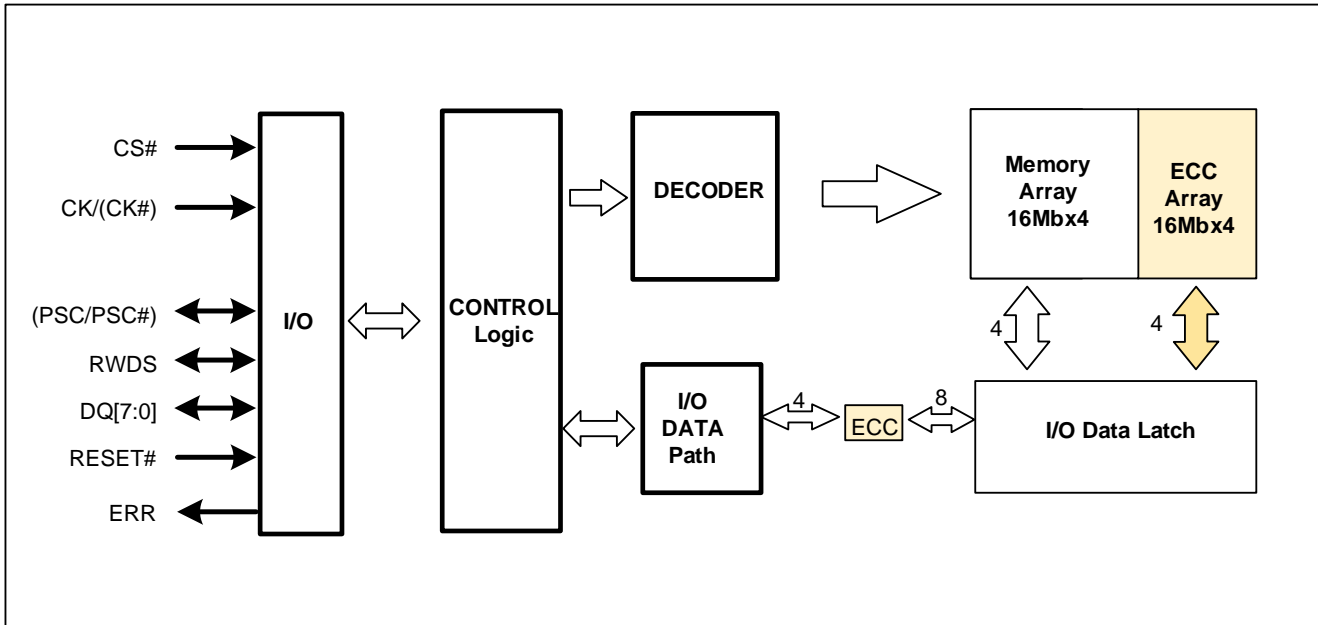 CS#
CK/(CK#)
(PSC/PSC#)
RWDS
DQ[7:0]
RESET#
ERR
I/O
CONTROL
Logic
DECODER
I/O
DATA
Path
4
ECC
8
Memory
Array
16Mbx4
ECC
Array
16Mbx4
4
4
I/O Data Latch